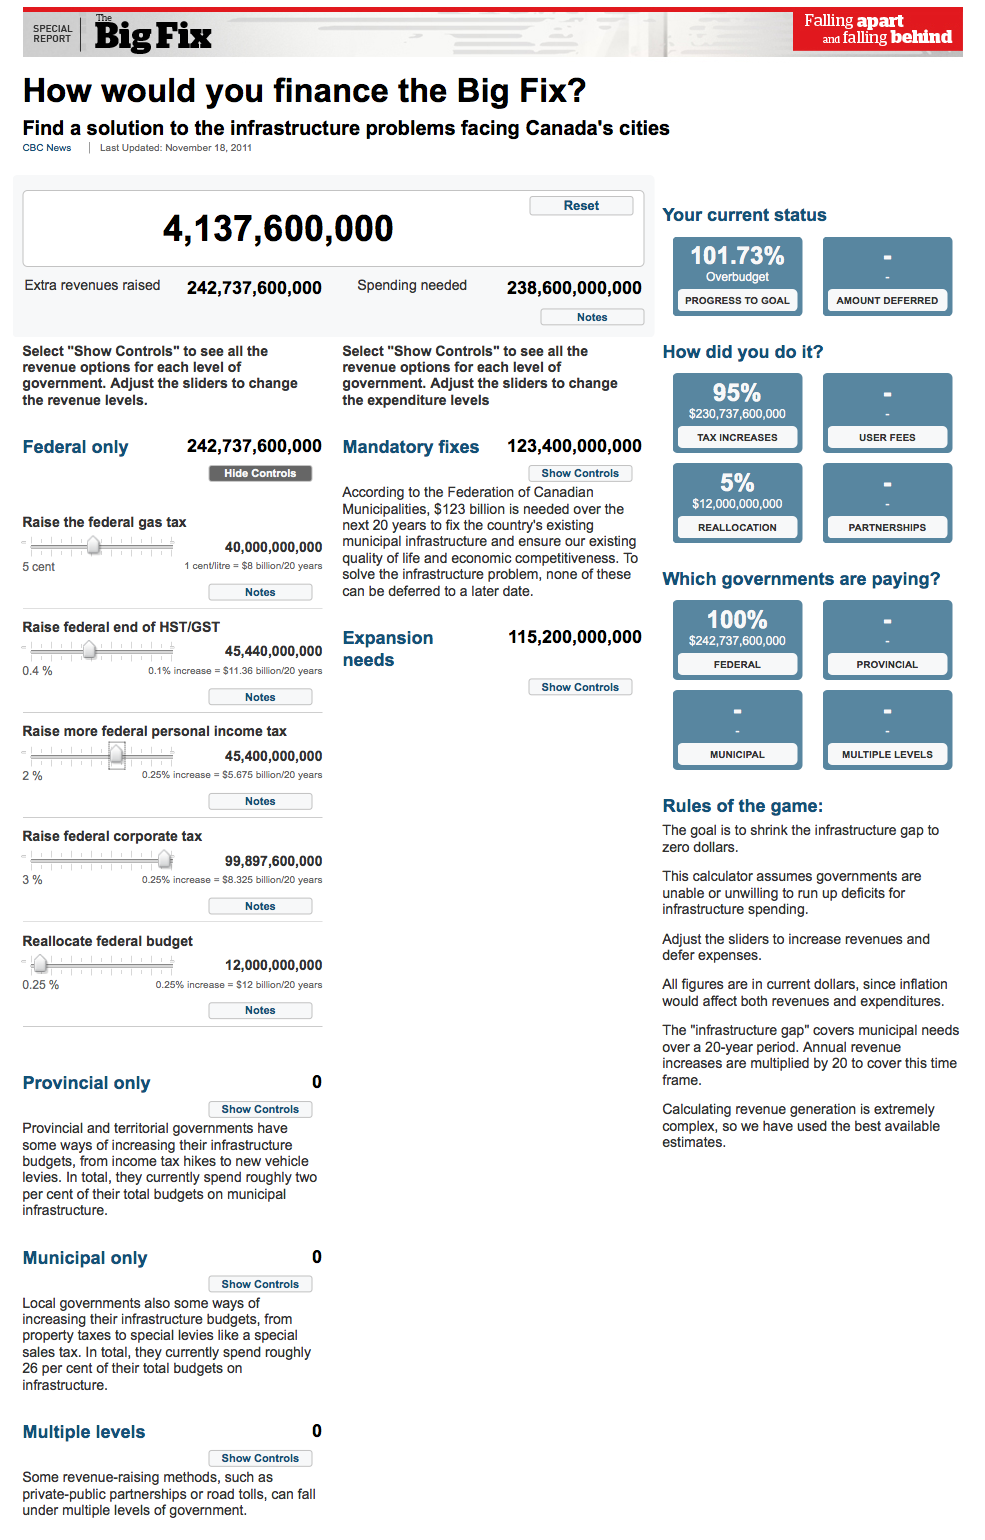 SPECIAL
REPORT
The
Big Fix
Falling apart
and falling behind
How would you finance the Big Fix?
Find a solution to the infrastructure problems facing Canada's cities
CBC News | Last Updated: November 18, 2011
4,137,600,000
Reset
Extra revenues raised 242,737,600,000
Spending needed 238,600,000,000
Notes
Select "Show Controls" to see all the
revenue options for each level of
government. Adjust the sliders to change
the revenue levels.
Federal only 242,737,600,000
Hide Controls
Raise the federal gas tax
40,000,000,000
5 cent 1 cent/litre = $8 billion/20 years
Notes
Raise federal end of HST/GST
45,440,000,000
0.4 % 0.1% increase = $11.36 billion/20 years
Notes
Raise more federal personal income tax
45,400,000,000
2 % 0.25% increase = $5.675 billion/20 years
Notes
Raise federal corporate tax
99,897,600,000
3 % 0.25% increase = $8.325 billion/20 years
Notes
Reallocate federal budget
12,000,000,000
0.25 % 0.25% increase = $12 billion/20 years
Notes
Provincial only 0
Show Controls
Provincial and territorial governments have
some ways of increasing their infrastructure
budgets, from income tax hikes to new vehicle
levies. In total, they currently spend roughly two
per cent of their total budgets on municipal
infrastructure.
Municipal only 0
Show Controls
Local governments also some ways of
increasing their infrastructure budgets, from
property taxes to special levies like a special
sales tax. In total, they currently spend roughly
26 per cent of their total budgets on
infrastructure.
Multiple levels 0
Show Controls
Some revenue-raising methods, such as
private-public partnerships or road tolls, can fall
under multiple levels of government.
Select "Show Controls" to see all the
revenue options for each level of
government. Adjust the sliders to change
the expenditure levels
Mandatory fixes 123,400,000,000
Show Controls
According to the Federation of Canadian
Municipalities, $123 billion is needed over the
next 20 years to fix the country's existing
municipal infrastructure and ensure our existing
quality of life and economic competitiveness. To
solve the infrastructure problem, none of these
can be deferred to a later date.
Expansion
needs
115,200,000,000
Show Controls
Your current status
101.73%
Overbudget
PROGRESS TO GOAL
-
-
AMOUNT DEFERRED
How did you do it?
95%
$230,737,600,000
TAX INCREASES
-
-
USER FEES
5%
$12,000,000,000
REALLOCATION
-
-
PARTNERSHIPS
Which governments are paying?
100%
$242,737,600,000
FEDERAL
-
-
PROVINCIAL
-
-
MUNICIPAL
-
-
MULTIPLE LEVELS
Rules of the game:
The goal is to shrink the infrastructure gap to
zero dollars.
This calculator assumes governments are
unable or unwilling to run up deficits for
infrastructure spending.
Adjust the sliders to increase revenues and
defer expenses.
All figures are in current dollars, since inflation
would affect both revenues and expenditures.
The "infrastructure gap" covers municipal needs
over a 20-year period. Annual revenue
increases are multiplied by 20 to cover this time
frame.
Calculating revenue generation is extremely
complex, so we have used the best available
estimates.